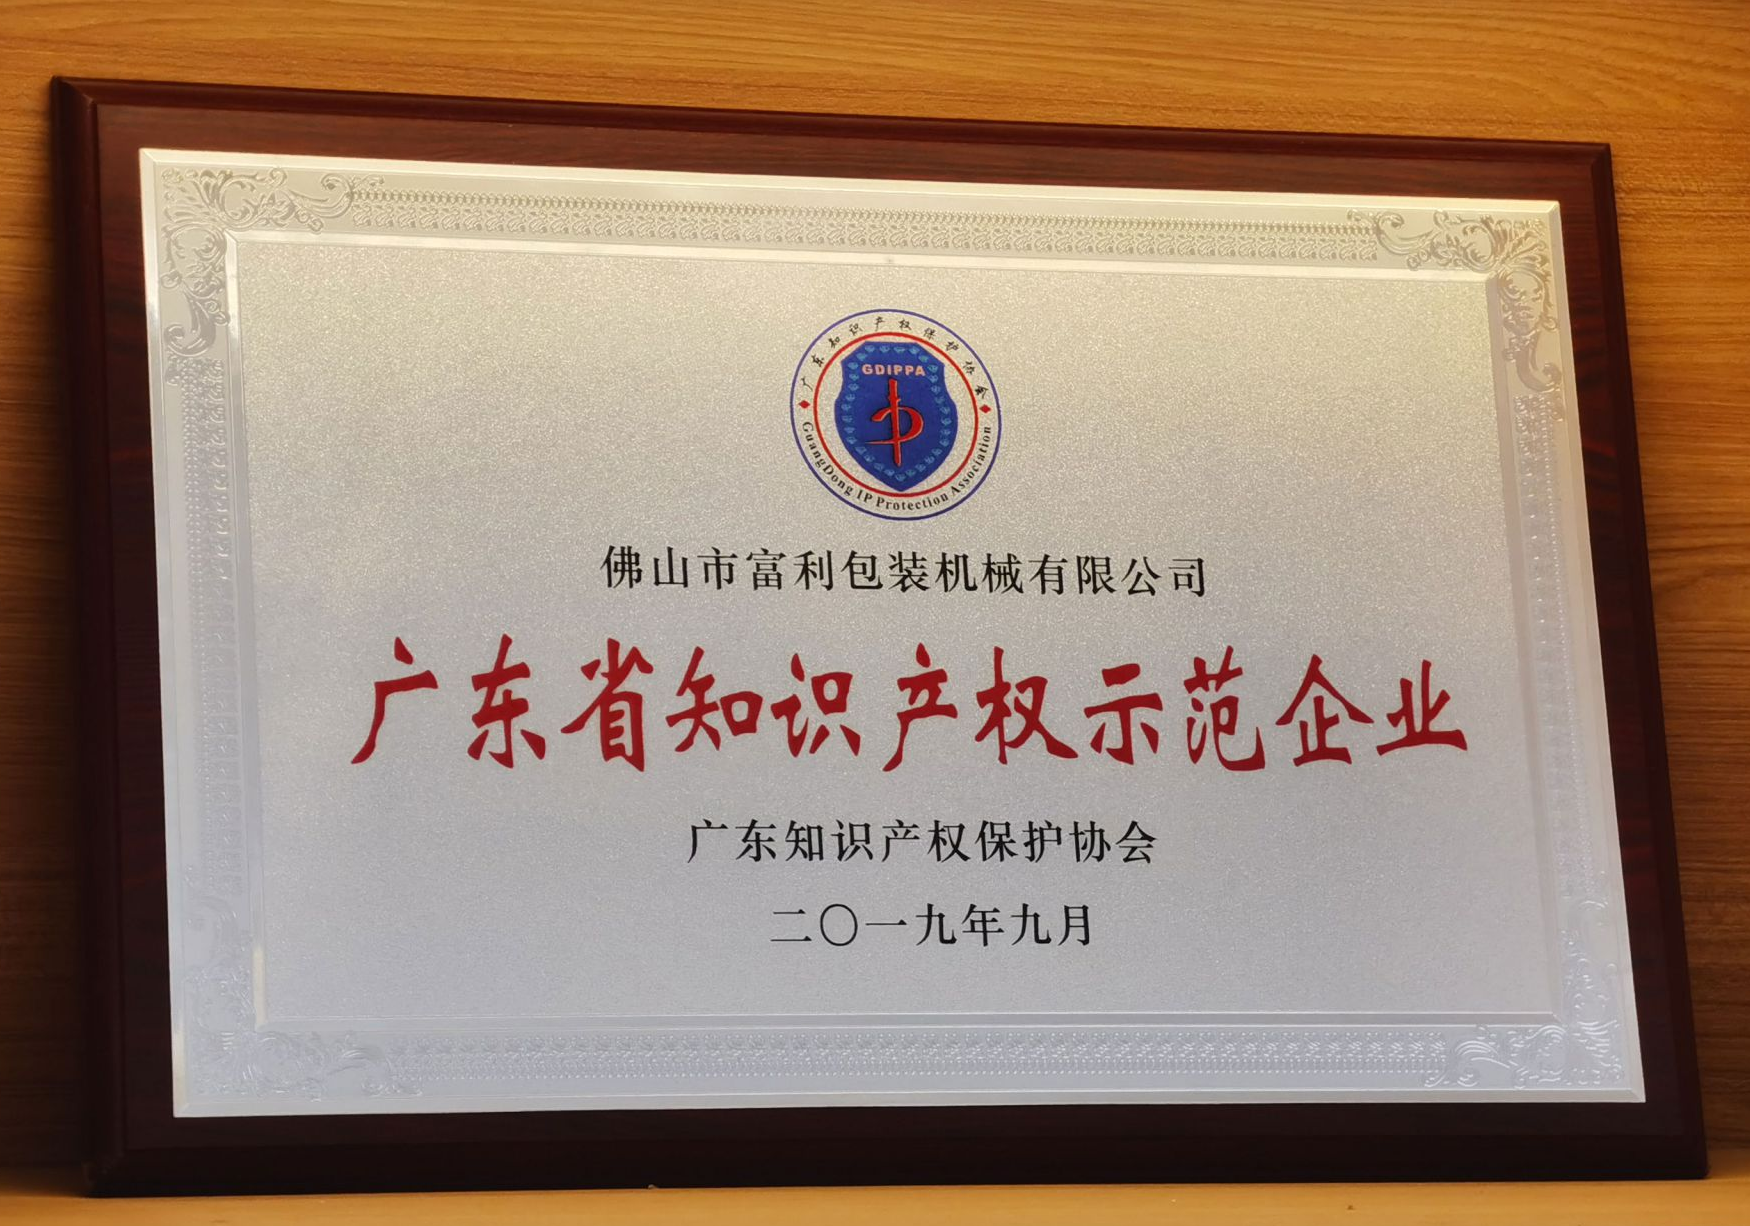 广东知识产权保护协会
GDIPPA
GuangDong IP Protection Association
佛山市富利包装机械有限公司
广东省知识产权示范企业
广东知识产权保护协会
二〇一九年九月